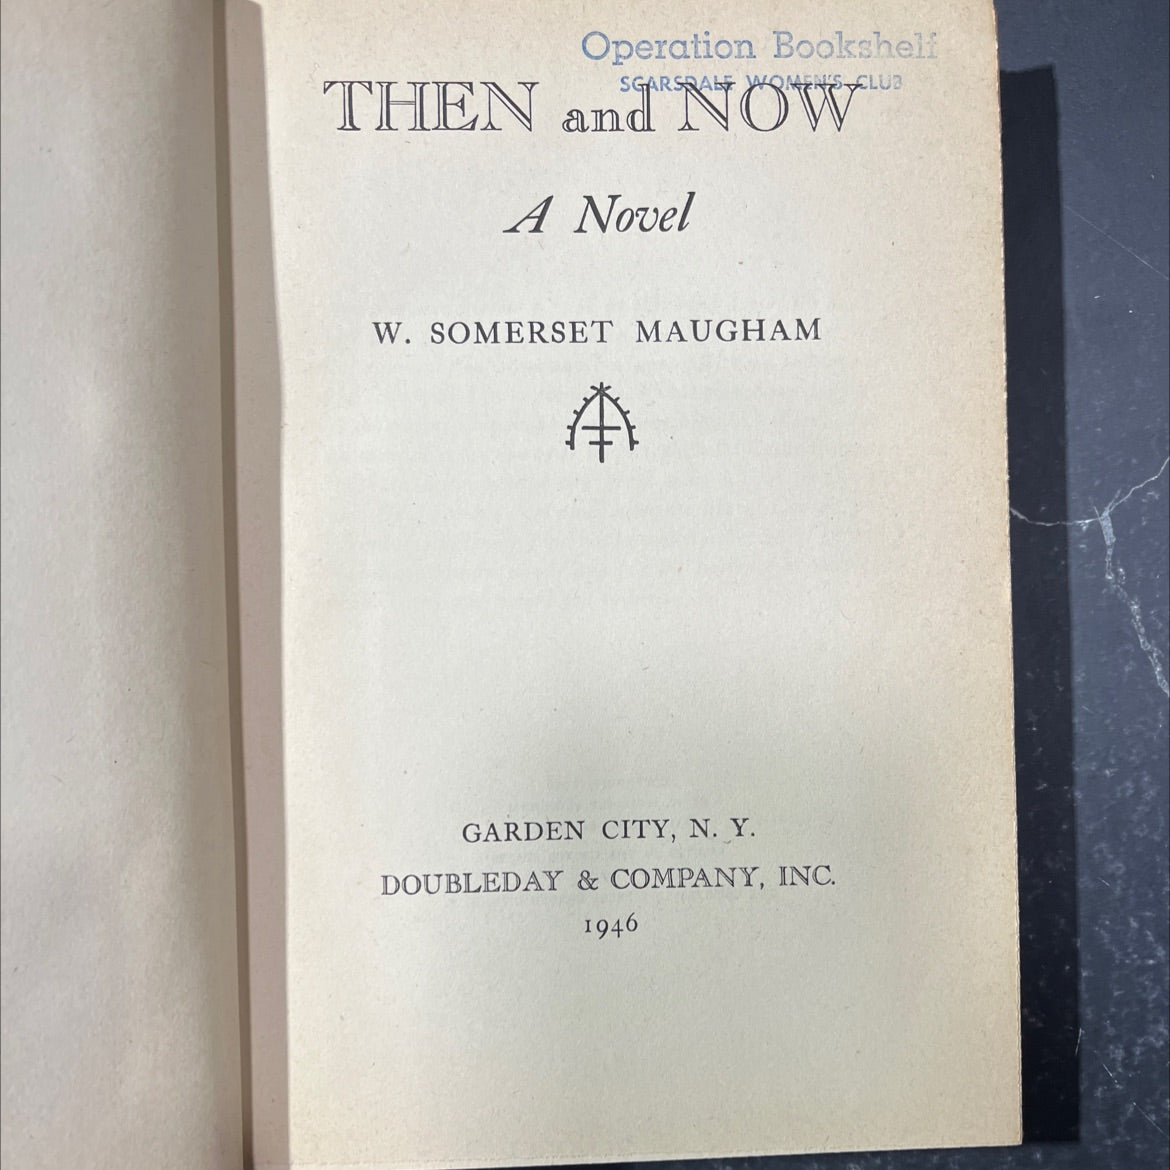 Operation Bookshelf
SCARSDALE WOMEN'S CLUB
THEN and NOW
A Novel
W. SOMERSET MAUGHAM
GARDEN CITY, N. Y.
DOUBLEDAY & COMPANY, INC.
1946